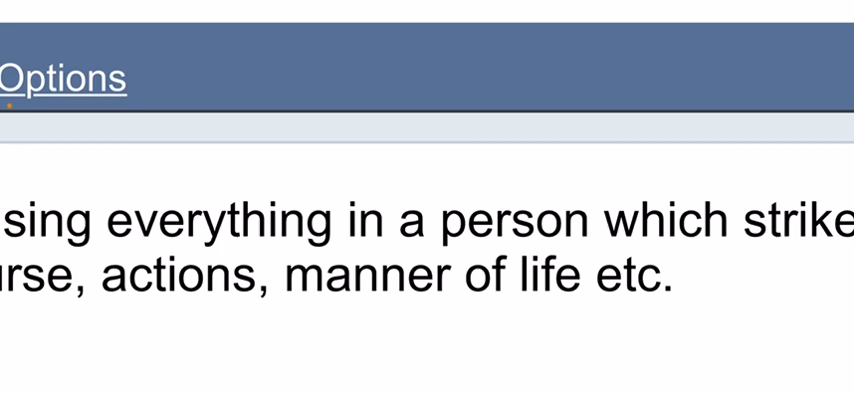 Options
sing everything in a person which strike
rse, actions, manner of life etc.